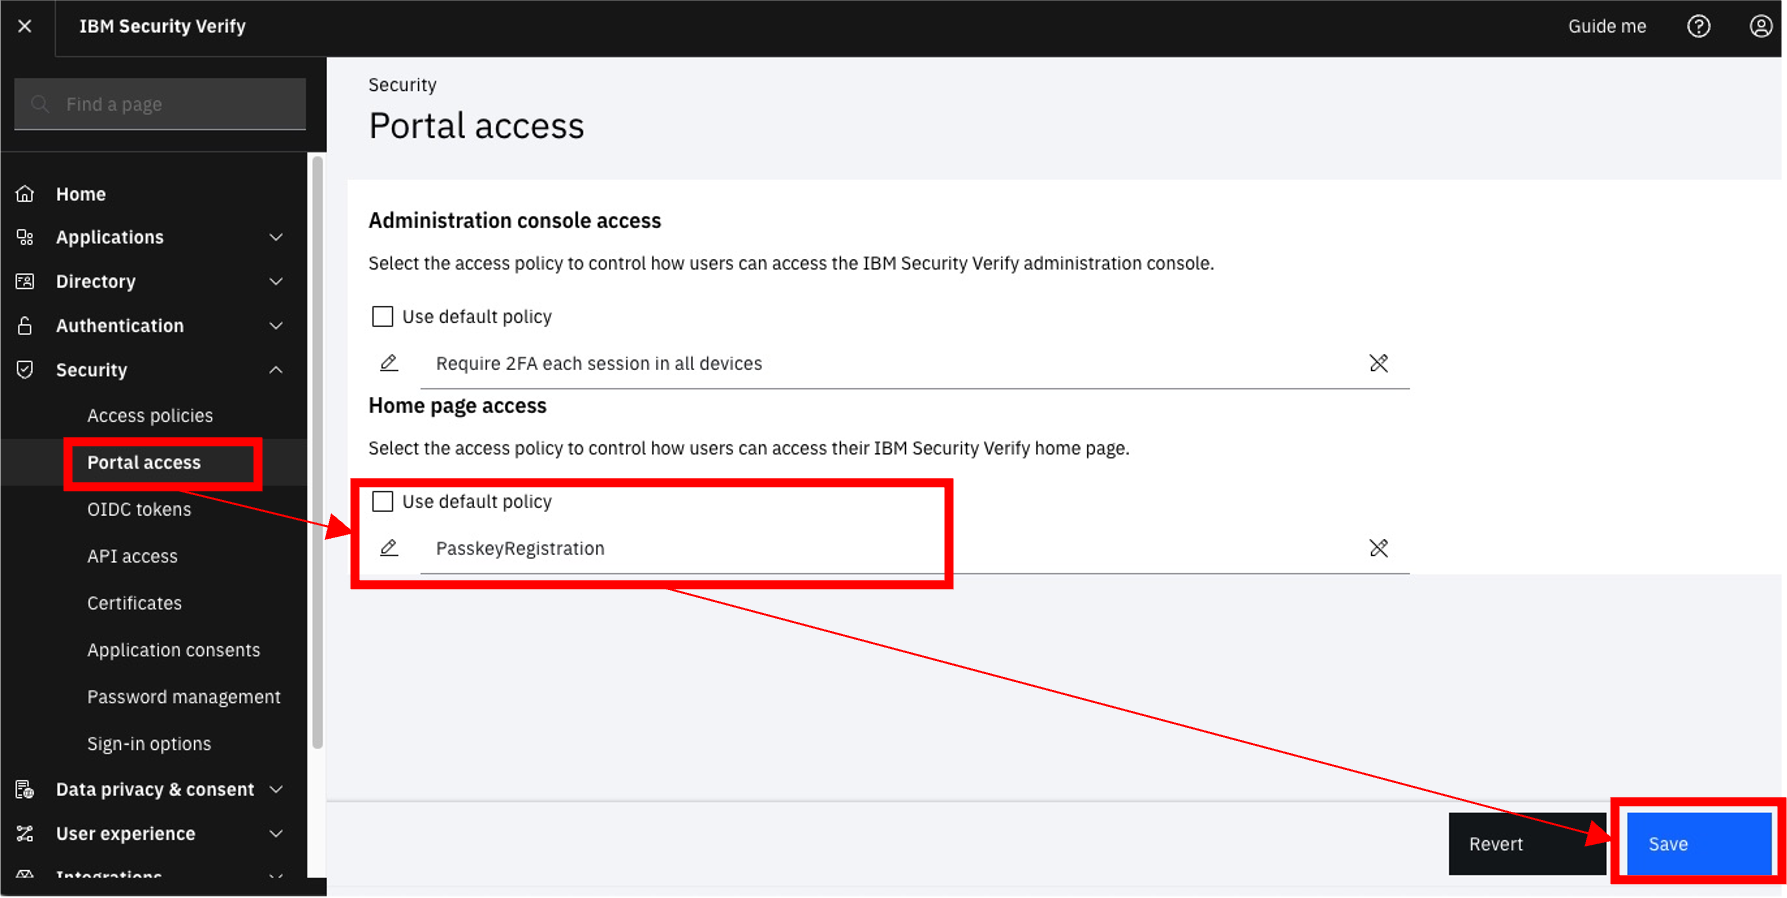 IBM Security Verify
Guide me
Find a page
Home
Applications
Directory
Authentication
Security
Access policies
Portal access
OIDC tokens
API access
Certificates
Application consents
Password management
Sign-in options
Data privacy & consent
User experience
Integrations
Security
Portal access
Administration console access
Select the access policy to control how users can access the IBM Security Verify administration console.
Use default policy
Require 2FA each session in all devices
Home page access
Select the access policy to control how users can access their IBM Security Verify home page.
Use default policy
PasskeyRegistration
Revert
Save